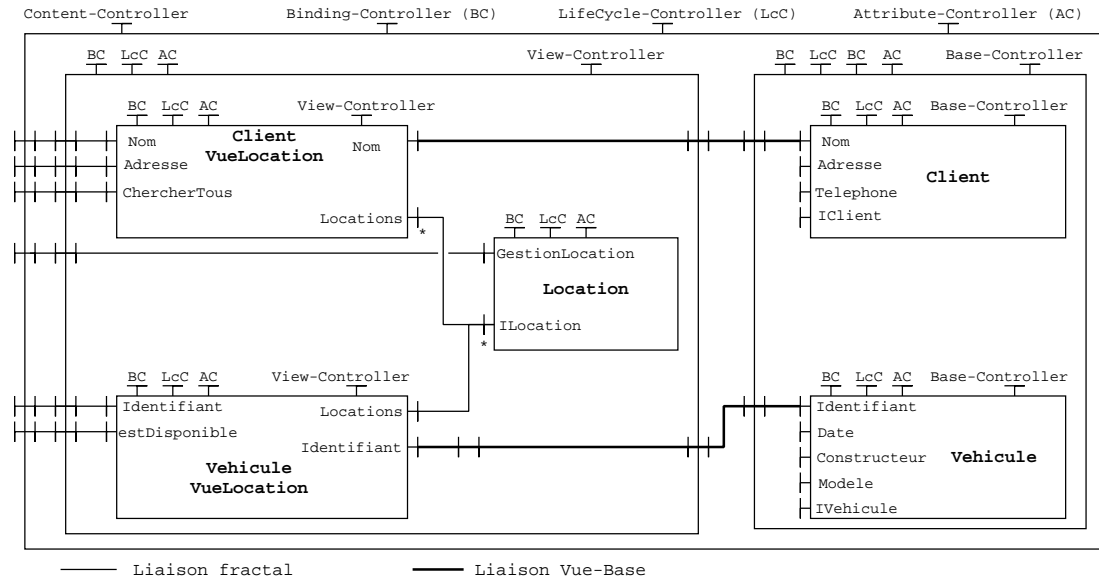 Content-Controller Binding-Controller (BC) LifeCycle-Controller (LcC) Attribute-Controller (AC)
BC LcC AC View-Controller BC LcC BC AC Base-Controller
BC LcC AC View-Controller BC LcC AC Base-Controller
Nom Client Nom Nom
VueLocation
Adresse Adresse
Client
ChercherTous Telephone
Locations IClient
*
BC LcC AC
GestionLocation
Location
ILocation
*
BC LcC AC View-Controller BC LcC AC Base-Controller
Identifiant Locations Identifiant
estDisponible Date
Identifiant Constructeur Vehicule
Vehicule
VueLocation Modele
IVehicule
Liaison fractal Liaison Vue-Base